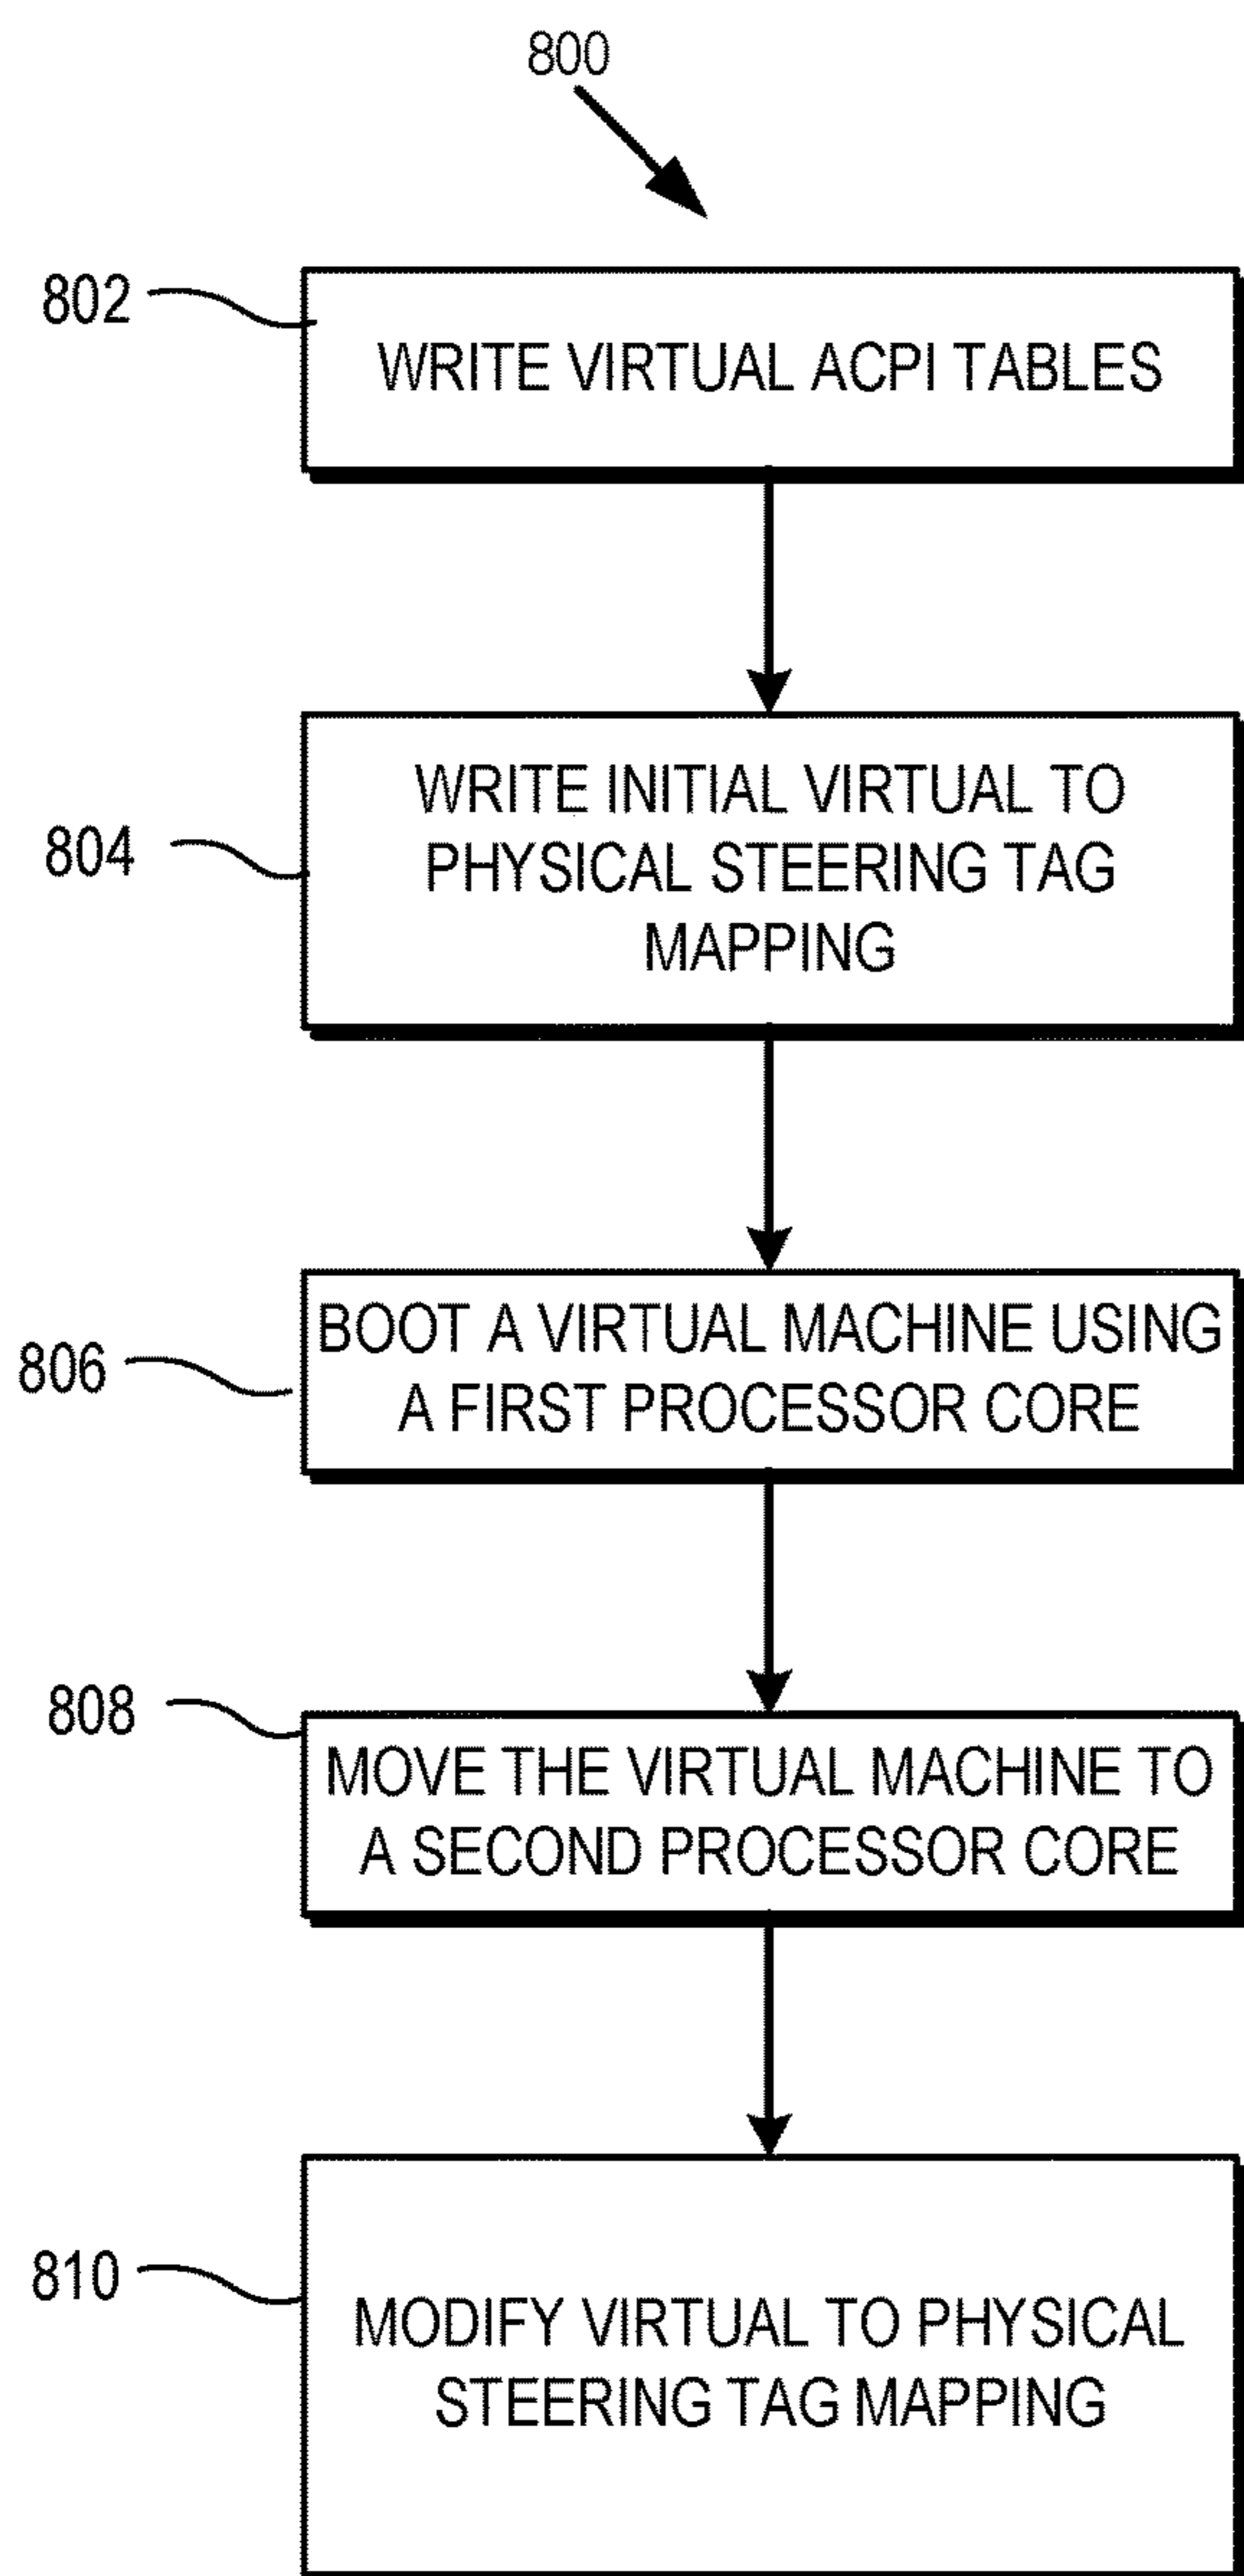 800
802
WRITE VIRTUAL ACPI TABLES
804
WRITE INITIAL VIRTUAL TO
PHYSICAL STEERING TAG
MAPPING
806
BOOT A VIRTUAL MACHINE USING
A FIRST PROCESSOR CORE
808
MOVE THE VIRTUAL MACHINE TO
A SECOND PROCESSOR CORE
810
MODIFY VIRTUAL TO PHYSICAL
STEERING TAG MAPPING